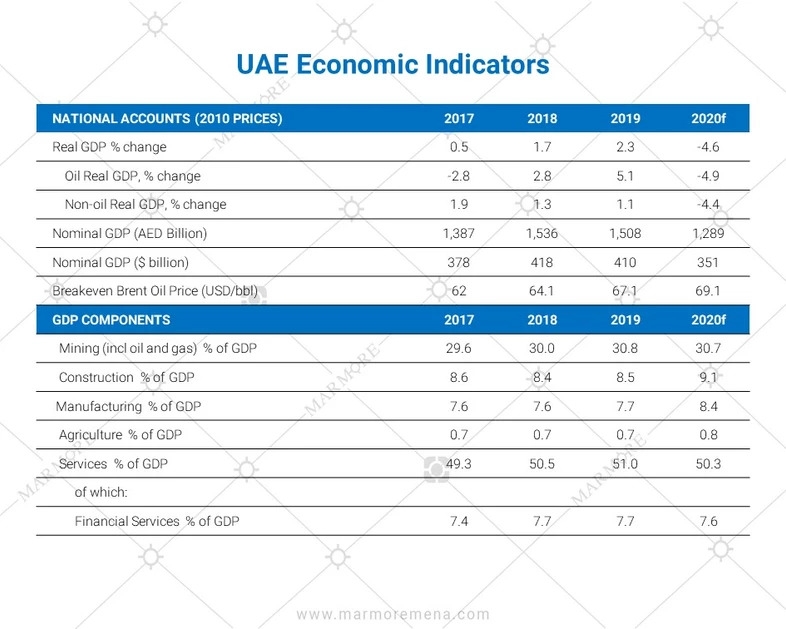 UAE Economic Indicators
NATIONAL ACCOUNTS (2010 PRICES) 2017 2018 2019 2020f
Real GDP % change 0.5 1.7 2.3 -4.6
Oil Real GDP, % change -2.8 2.8 5.1 -4.9
Non-oil Real GDP, % change 1.9 1.3 1.1 -4.4
Nominal GDP (AED Billion) 1,387 1,536 1,508 1,289
Nominal GDP ($ billion) 378 418 410 351
Breakeven Brent Oil Price (USD/bbl) 62 64.1 67.1 69.1
GDP COMPONENTS 2017 2018 2019 2020f
Mining (incl oil and gas) % of GDP 29.6 30.0 30.8 30.7
Construction % of GDP 8.6 8.4 8.5 9.1
Manufacturing % of GDP 7.6 7.6 7.7 8.4
Agriculture % of GDP 0.7 0.7 0.7 0.8
Services % of GDP 49.3 50.5 51.0 50.3
of which:
Financial Services % of GDP 7.4 7.7 7.7 7.6
MARMORE
MARMORE
MARMORE
MARMORE
www.marmoremena.com